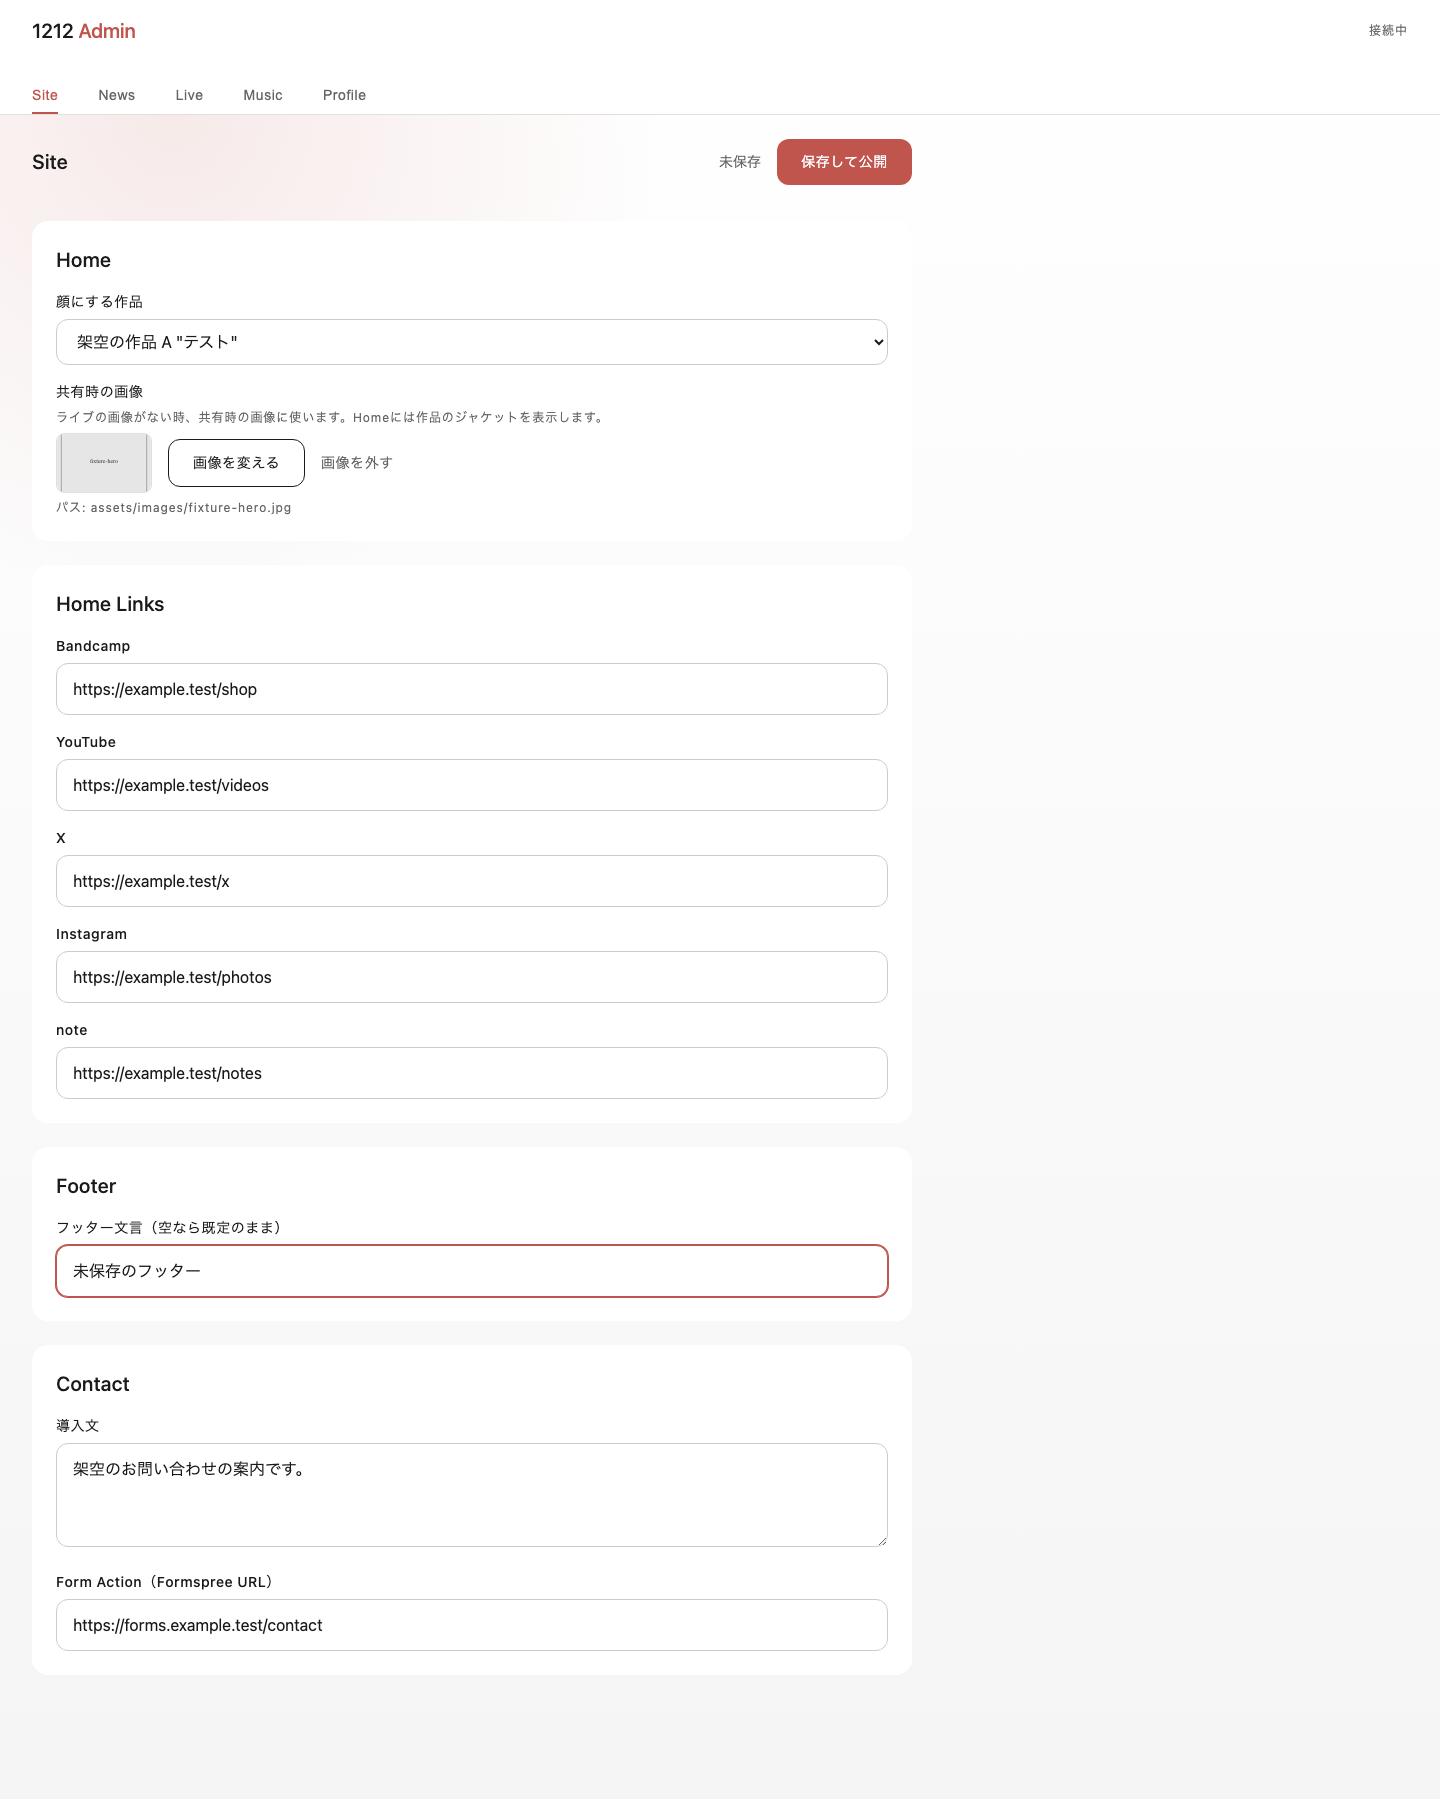 1212 Admin
接続中
Site
News
Live
Music
Profile
Site
未保存
保存して公開
Home
顔にする作品
架空の作品 A "テスト"
共有時の画像
ライブの画像がない時、共有時の画像に使います。Homeには作品のジャケットを表示します。
fixture-hero
画像を変える
画像を外す
パス: assets/images/fixture-hero.jpg
Home Links
Bandcamp
https://example.test/shop
YouTube
https://example.test/videos
X
https://example.test/x
Instagram
https://example.test/photos
note
https://example.test/notes
Footer
フッター文言（空なら既定のまま）
未保存のフッター
Contact
導入文
架空のお問い合わせの案内です。
Form Action（Formspree URL）
https://forms.example.test/contact